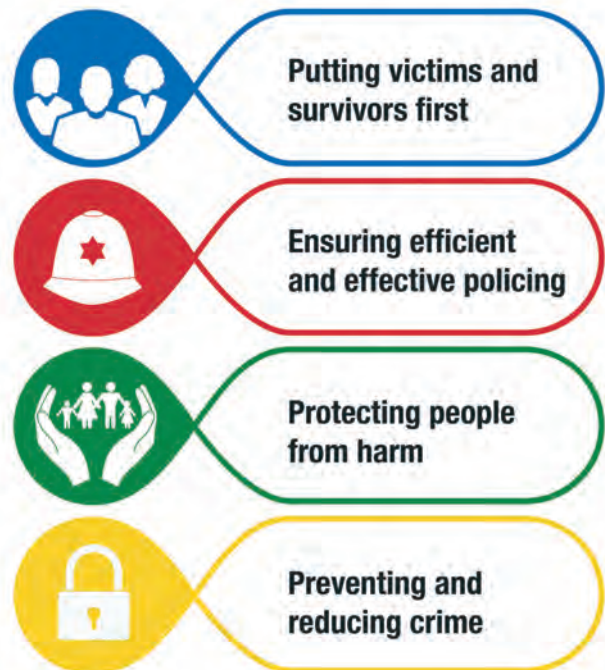 Putting victims and
survivors first
Ensuring efficient
and effective policing
Protecting people
from harm
Preventing and
reducing crime